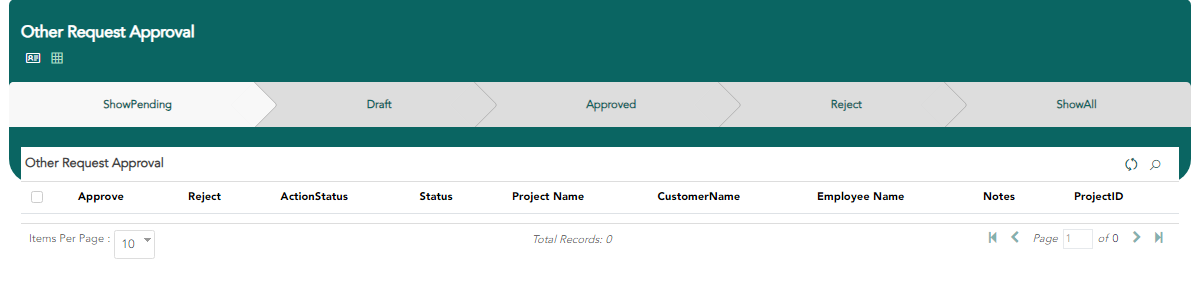 Other Request Approval
ShowPending Draft Approved Reject ShowAll
Other Request Approval
Approve Reject ActionStatus Status Project Name CustomerName Employee Name Notes ProjectID
Items Per Page : 10 Total Records: 0 Page 1 of 0